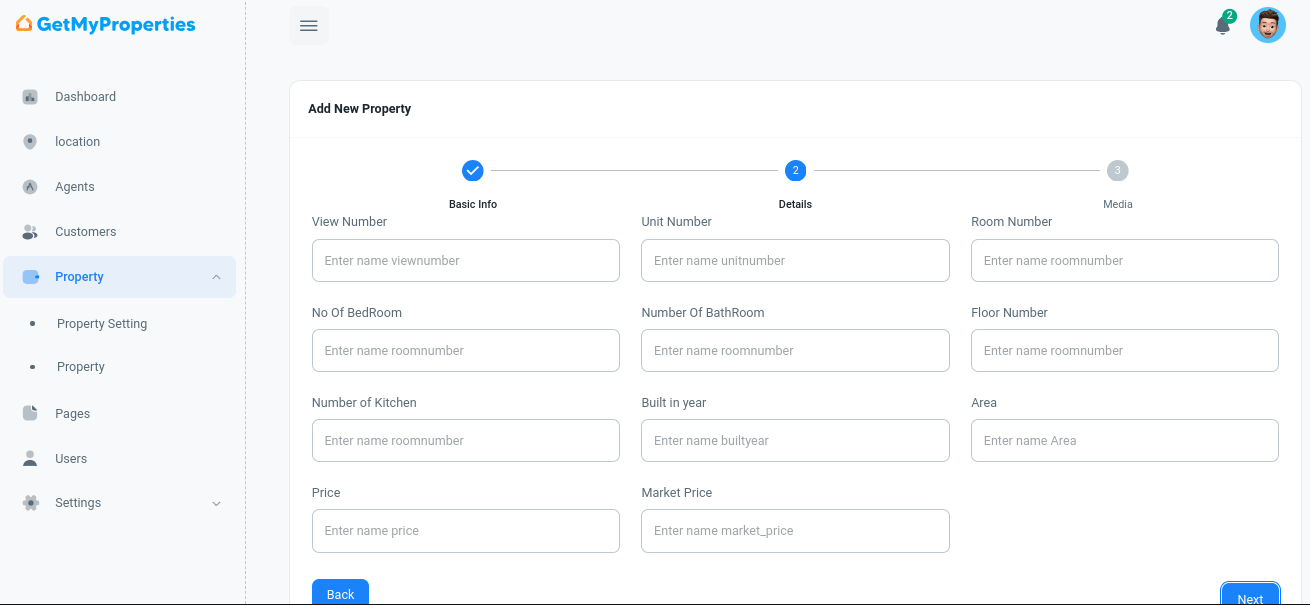 GetMyProperties
2
Dashboard
location
Agents
Customers
Property
Property Setting
Property
Pages
Users
Settings
Add New Property
2
3
Basic Info
Details
Media
View Number
Unit Number
Room Number
Enter name viewnumber
Enter name unitnumber
Enter name roomnumber
No Of BedRoom
Number Of BathRoom
Floor Number
Enter name roomnumber
Enter name roomnumber
Enter name roomnumber
Number of Kitchen
Built in year
Area
Enter name roomnumber
Enter name builtyear
Enter name Area
Price
Market Price
Enter name price
Enter name market_price
Back
Next